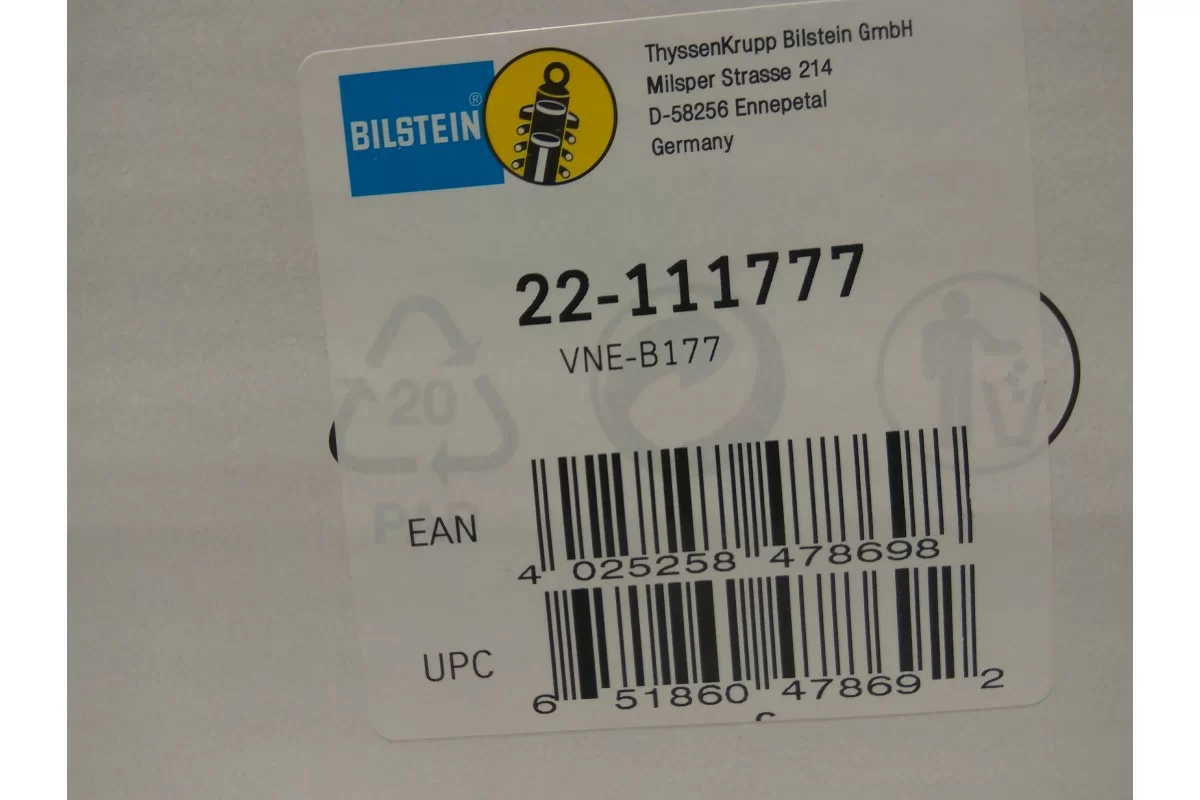 BILSTEIN®
ThyssenKrupp Bilstein GmbH
Milsper Strasse 214
D-58256 Ennepetal
Germany
22-111777
VNE-B177
20
PAP
EAN
4 025258 478698
UPC
6 51860 47869 2